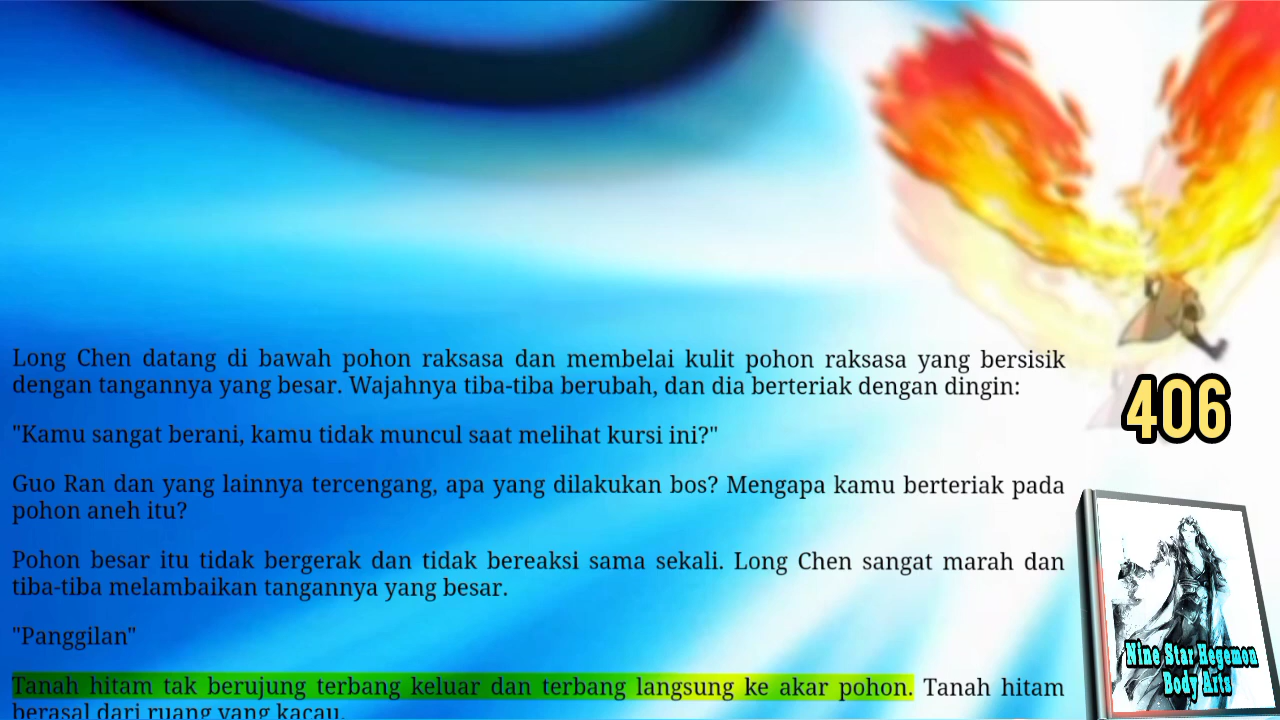 Long Chen datang di bawah pohon raksasa dan membelai kulit pohon raksasa yang bersisik
dengan tangannya yang besar. Wajahnya tiba-tiba berubah, dan dia berteriak dengan dingin:
"Kamu sangat berani, kamu tidak muncul saat melihat kursi ini?"
Guo Ran dan yang lainnya tercengang, apa yang dilakukan bos? Mengapa kamu berteriak pada
pohon aneh itu?
Pohon besar itu tidak bergerak dan tidak bereaksi sama sekali. Long Chen sangat marah dan
tiba-tiba melambaikan tangannya yang besar.
"Panggilan"
Tanah hitam tak berujung terbang keluar dan terbang langsung ke akar pohon. Tanah hitam
berasal dari ruang yang kacau.
406
Nine Star Hegemon
Body Arts